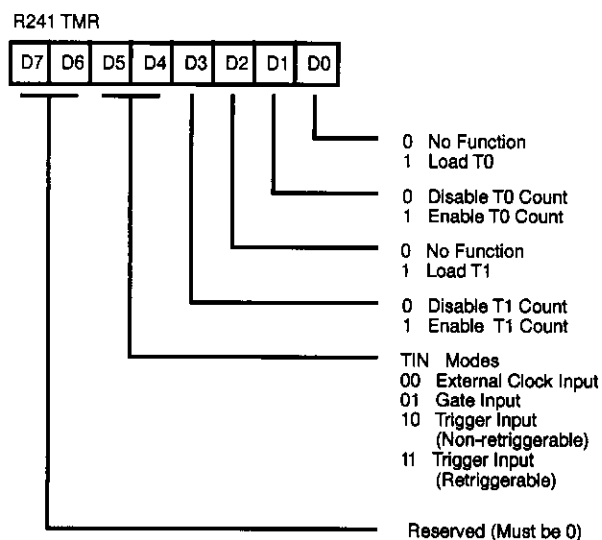 R241 TMR
D7 D6 D5 D4 D3 D2 D1 D0
0 No Function
1 Load T0
0 Disable T0 Count
1 Enable T0 Count
0 No Function
1 Load T1
0 Disable T1 Count
1 Enable T1 Count
TIN Modes
00 External Clock Input
01 Gate Input
10 Trigger Input
(Non-retriggerable)
11 Trigger Input
(Retriggerable)
Reserved (Must be 0)